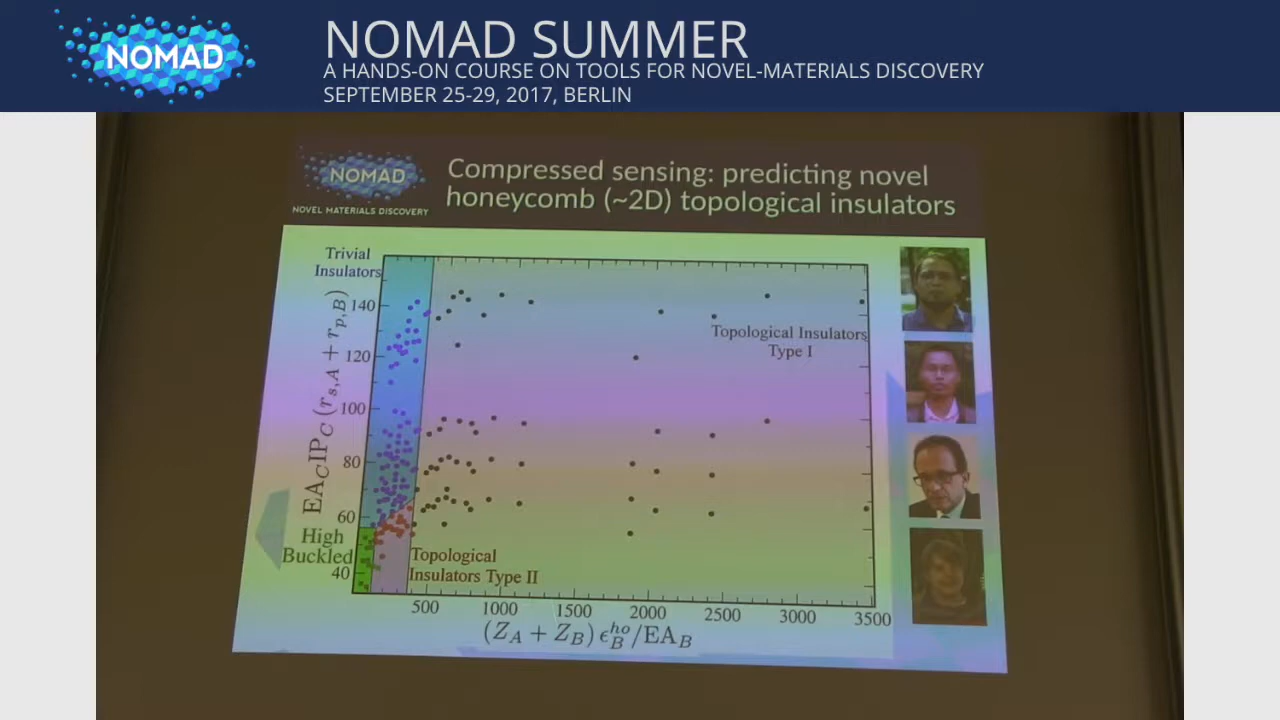 NOMAD
NOMAD SUMMER
A HANDS-ON COURSE ON TOOLS FOR NOVEL-MATERIALS DISCOVERY
SEPTEMBER 25-29, 2017, BERLIN
NOMAD
NOVEL MATERIALS DISCOVERY
Compressed sensing: predicting novel
honeycomb (~2D) topological insulators
Trivial
Insulators
140
120
100
80
60
40
EA_C IP_C (r_{s,A} + r_{p,B})
Topological Insulators
Type I
High
Buckled
Topological
Insulators Type II
500 1000 1500 2000 2500 3000 3500
(Z_A + Z_B) ϵ_B^{ho}/EA_B